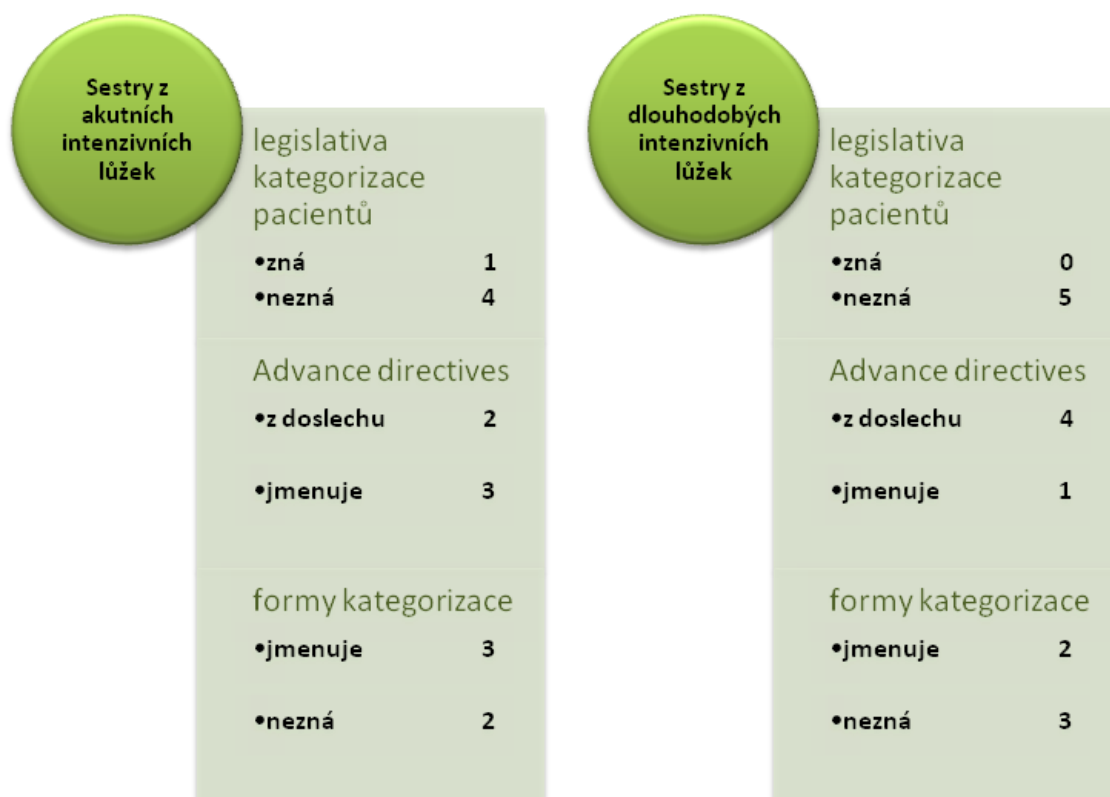 Sestry z
akutních
intenzivních
lůžek
legislativa
kategorizace
pacientů
•zná 1
•nezná 4
Advance directives
•z doslechu 2
•jmenuje 3
formy kategorizace
•jmenuje 3
•nezná 2
Sestry z
dlouhodobých
intenzivních
lůžek
legislativa
kategorizace
pacientů
•zná 0
•nezná 5
Advance directives
•z doslechu 4
•jmenuje 1
formy kategorizace
•jmenuje 2
•nezná 3